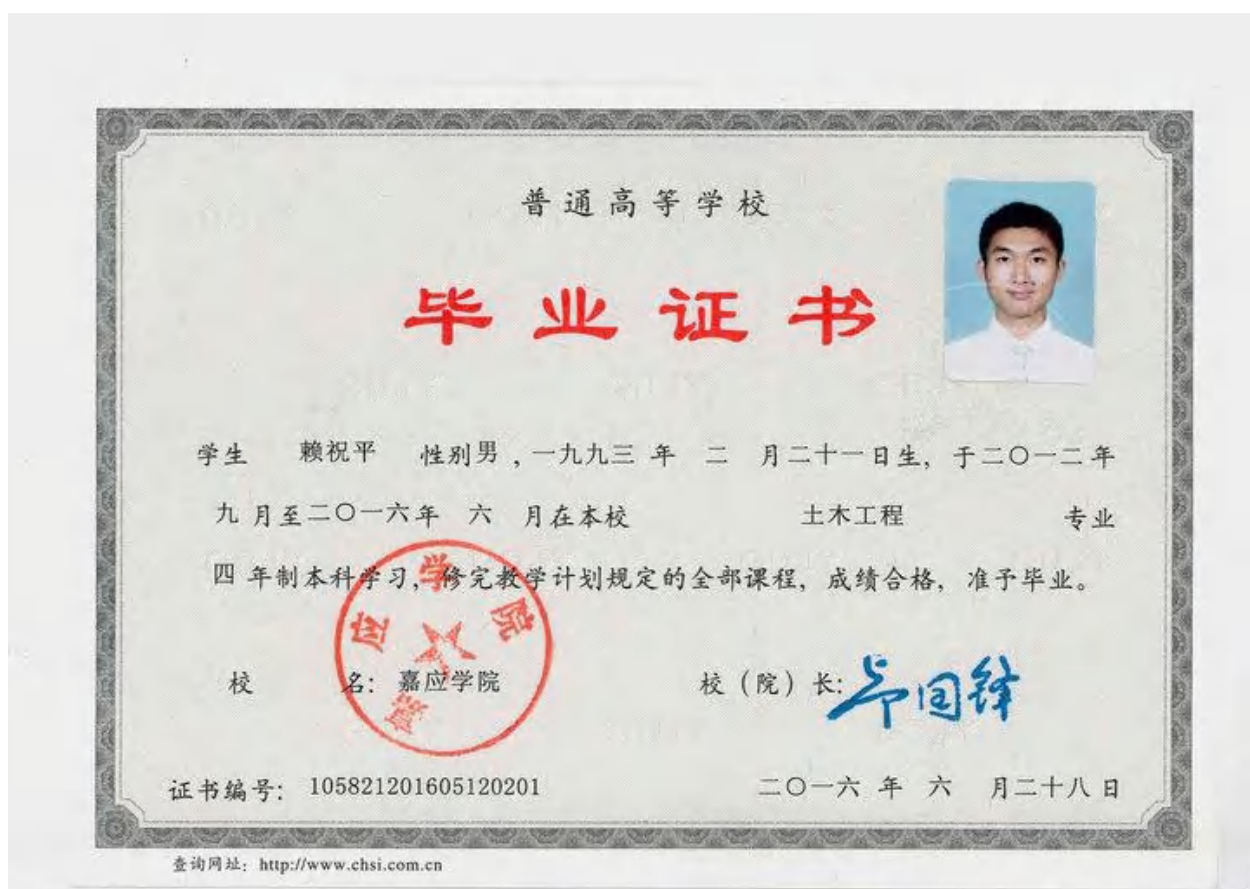 普通高等学校
毕业证书
学生 赖祝平 性别男，一九九三 年 二 月二十一日生，于二〇一二年
九 月至二〇一六年 六 月在本校 土木工程 专业
四 年制本科学习，修完教学计划规定的全部课程，成绩合格，准予毕业。
嘉应学院
校 名：嘉应学院 校（院）长：
证书编号：105821201605120201 二〇一六 年 六 月二十八日
查询网址：http://www.chsi.com.cn